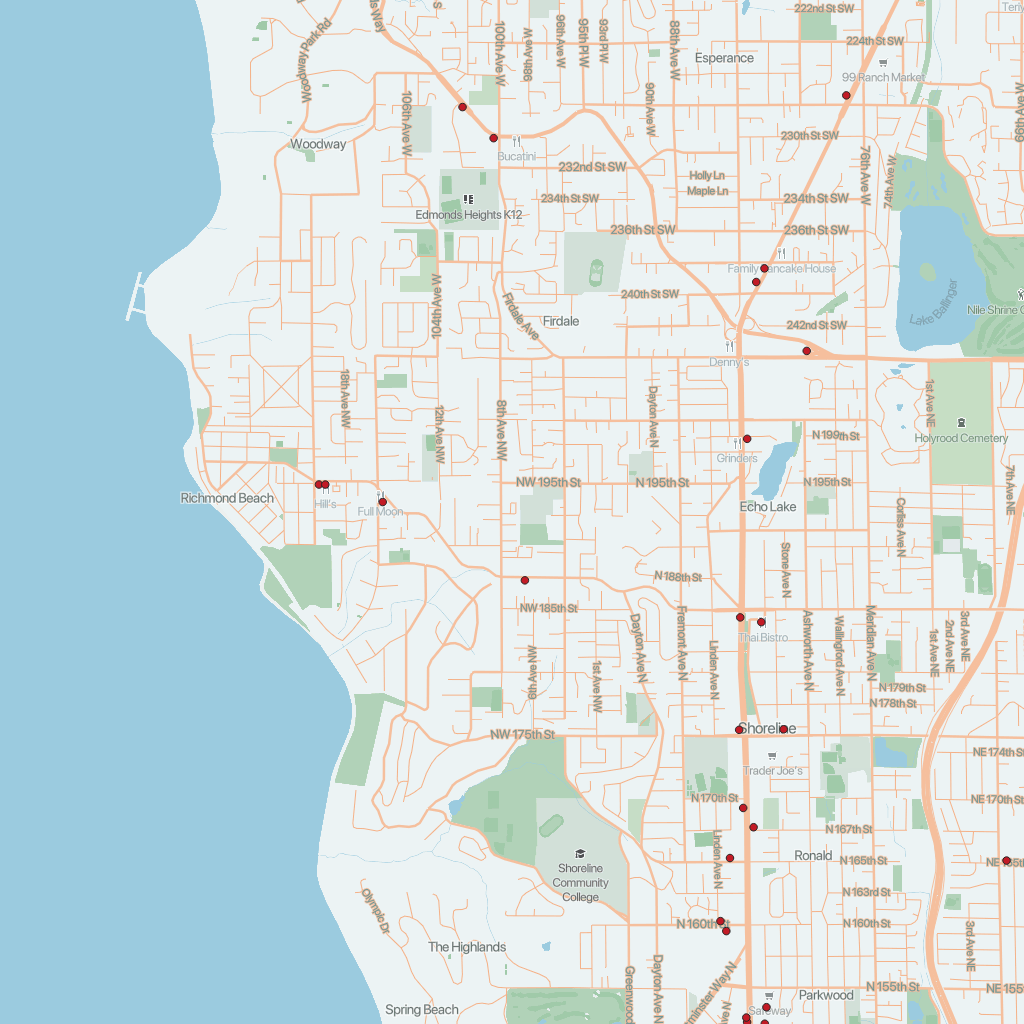 222nd St SW
100th Ave W
96th Ave W
95th Pl W
93rd Pl W
88th Ave W
98th Ave W
224th St SW
Esperance
Woodway Park Rd
99 Ranch Market
90th Ave W
106th Ave W
230th St SW
Woodway
Bucatini
232nd St SW
Holly Ln
76th Ave W
74th Ave W
Maple Ln
234th St SW
234th St SW
Edmonds Heights K12
236th St SW
236th St SW
Family Pancake House
104th Ave W
240th St SW
Lake Ballinger
Nile Shrine
Firdale Ave
Firdale
242nd St SW
Denny's
18th Ave NW
12th Ave NW
8th Ave NW
Dayton Ave N
1st Ave NE
N 199th St
Holyrood Cemetery
Grinders
NW 195th St
N 195th St
N 195th St
7th Ave NE
Richmond Beach
Hill's
Full Moon
Echo Lake
Corliss Ave N
Stone Ave N
N 188th St
NW 185th St
Dayton Ave N
Fremont Ave N
Linden Ave N
Thai Bistro
Ashworth Ave N
Wallingford Ave N
Meridian Ave N
1st Ave NE
2nd Ave NE
3rd Ave NE
6th Ave NW
1st Ave NW
N 179th St
N 178th St
NW 175th St
Shoreline
NE 174th St
Trader Joe's
N 170th St
NE 170th St
N 167th St
Linden Ave N
Ronald
N 165th St
NE 165th St
Shoreline
Community
College
N 163rd St
Olympic Dr
N 160th St
N 160th St
3rd Ave NE
The Highlands
Greenwood
Dayton Ave N
N 155th St
NE 155
Parkwood
Spring Beach
Safeway